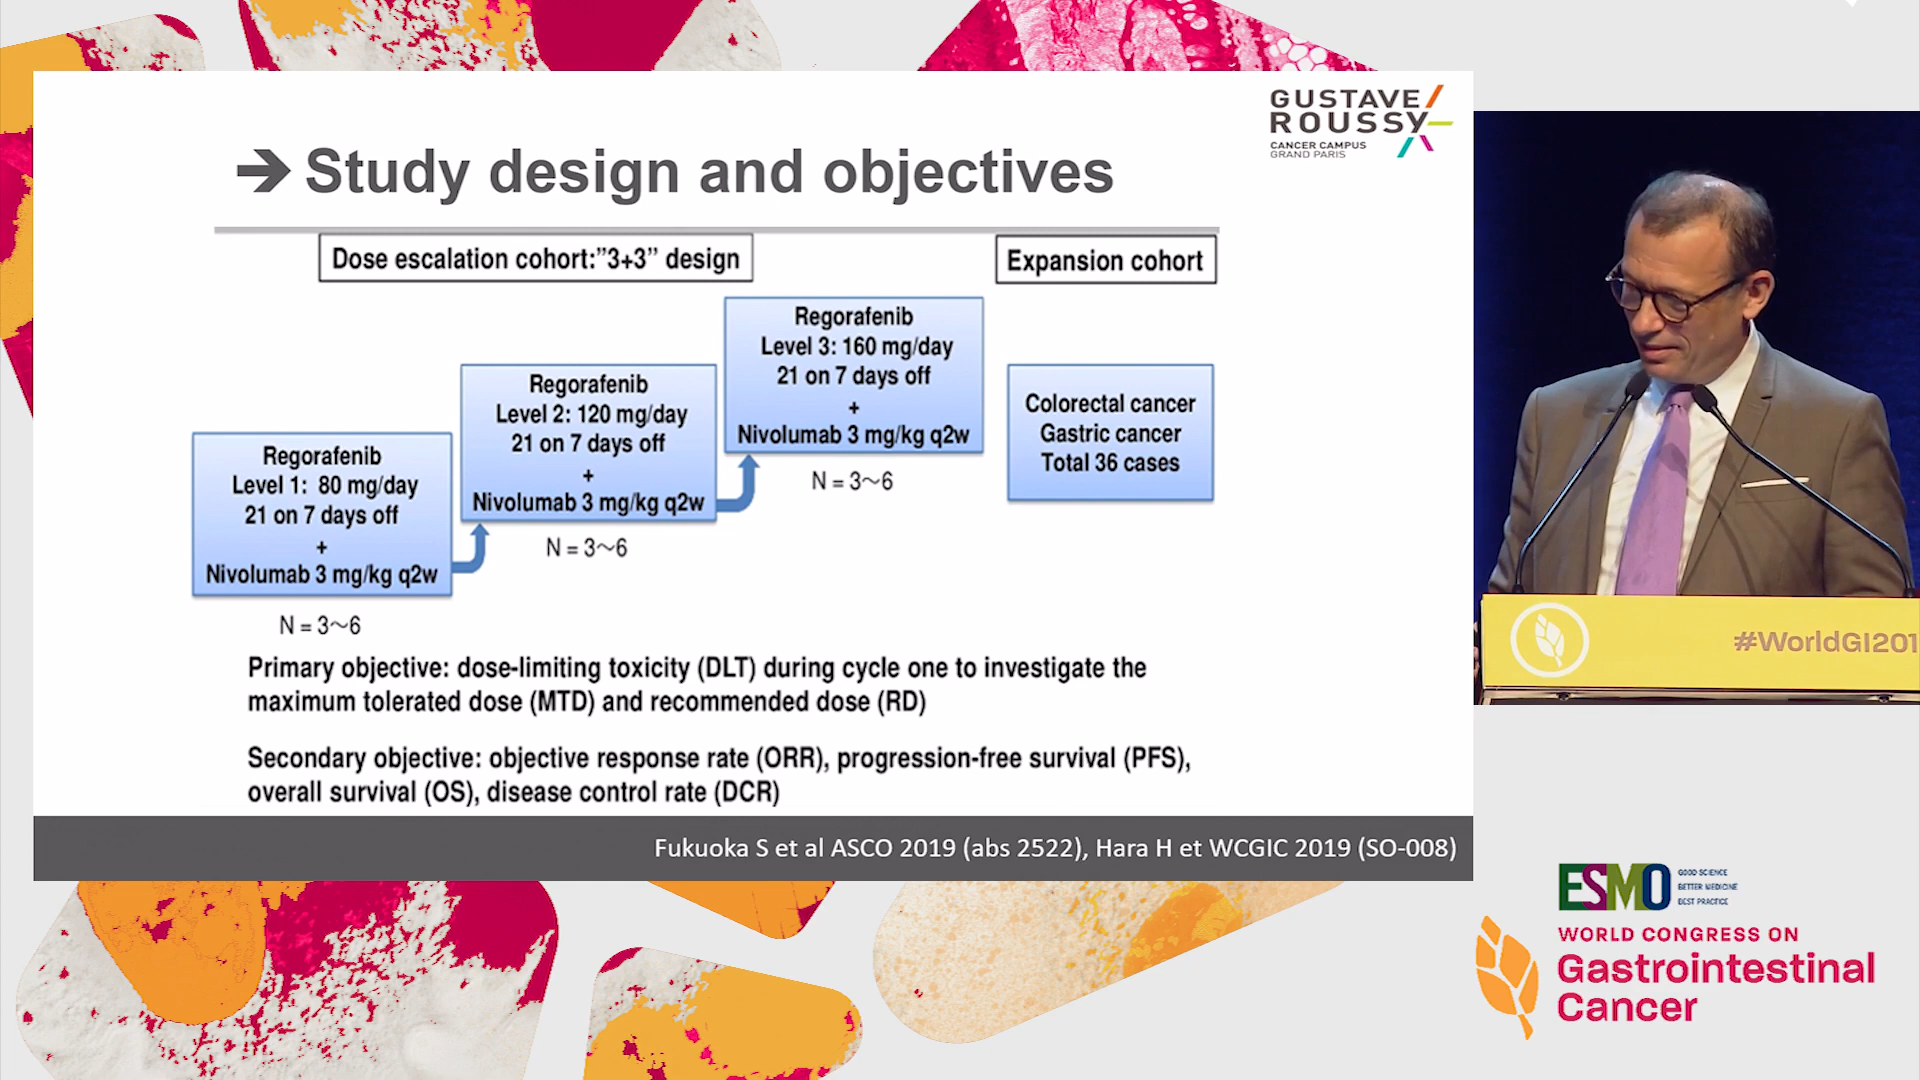 GUSTAVE
ROUSSY
CANCER CAMPUS
GRAND PARIS
➔ Study design and objectives
Dose escalation cohort:”3+3” design
Expansion cohort
Regorafenib
Level 1: 80 mg/day
21 on 7 days off
+
Nivolumab 3 mg/kg q2w
N = 3～6
Regorafenib
Level 2: 120 mg/day
21 on 7 days off
+
Nivolumab 3 mg/kg q2w
N = 3～6
Regorafenib
Level 3: 160 mg/day
21 on 7 days off
+
Nivolumab 3 mg/kg q2w
N = 3～6
Colorectal cancer
Gastric cancer
Total 36 cases
Primary objective: dose-limiting toxicity (DLT) during cycle one to investigate the
maximum tolerated dose (MTD) and recommended dose (RD)
Secondary objective: objective response rate (ORR), progression-free survival (PFS),
overall survival (OS), disease control rate (DCR)
Fukuoka S et al ASCO 2019 (abs 2522), Hara H et WCGIC 2019 (SO-008)
#WorldGI201
ESMO
GOOD SCIENCE
BETTER MEDICINE
BEST PRACTICE
WORLD CONGRESS ON
Gastrointestinal
Cancer